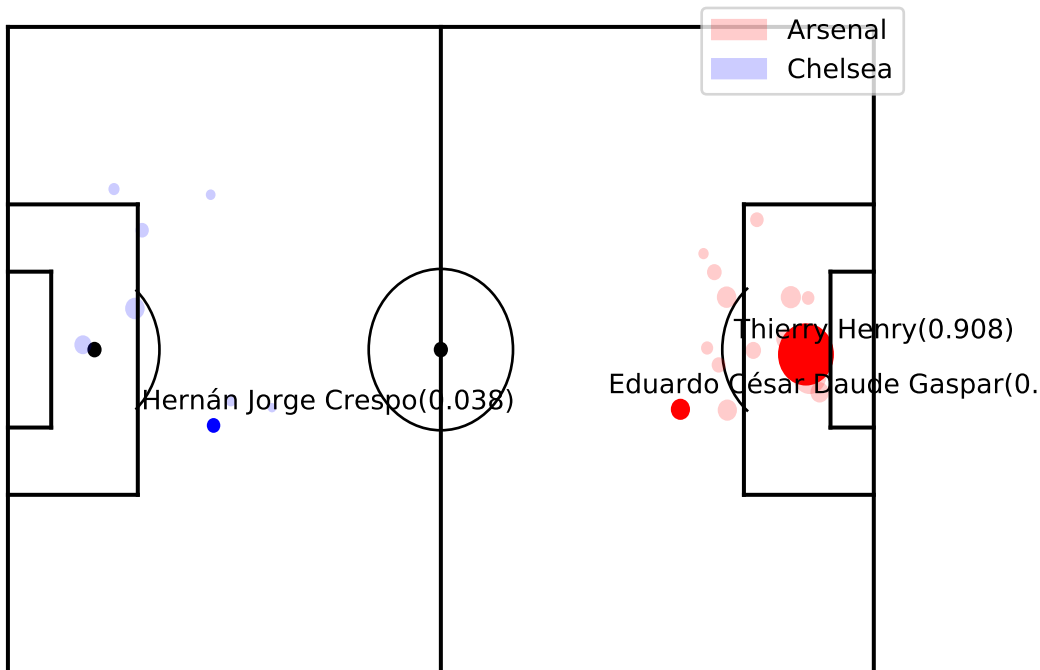 Arsenal
Chelsea
Thierry Henry(0.908)
Eduardo César Daude Gaspar(0.
Hernán Jorge Crespo(0.038)